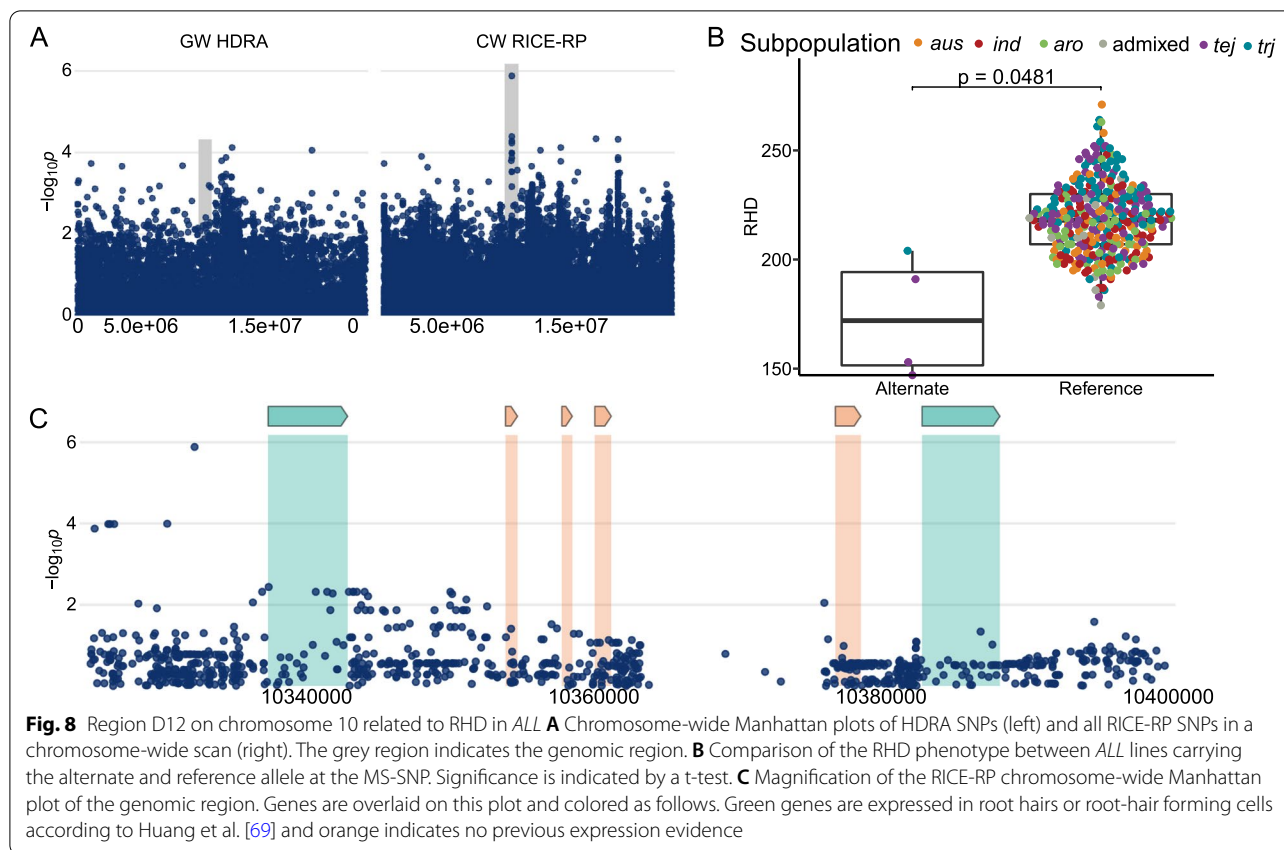 A
GW HDRA
CW RICE-RP
6
4
2
0
−log10p
0 5.0e+06 1.5e+07 0
5.0e+06 1.5e+07
B Subpopulation aus ind aro admixed tej trj
p = 0.0481
250
200
150
RHD
Alternate Reference
C
6
4
2
−log10p
10340000 10360000 10380000 10400000
Fig. 8 Region D12 on chromosome 10 related to RHD in ALL A Chromosome-wide Manhattan plots of HDRA SNPs (left) and all RICE-RP SNPs in a
chromosome-wide scan (right). The grey region indicates the genomic region. B Comparison of the RHD phenotype between ALL lines carrying
the alternate and reference allele at the MS-SNP. Significance is indicated by a t-test. C Magnification of the RICE-RP chromosome-wide Manhattan
plot of the genomic region. Genes are overlaid on this plot and colored as follows. Green genes are expressed in root hairs or root-hair forming cells
according to Huang et al. [69] and orange indicates no previous expression evidence